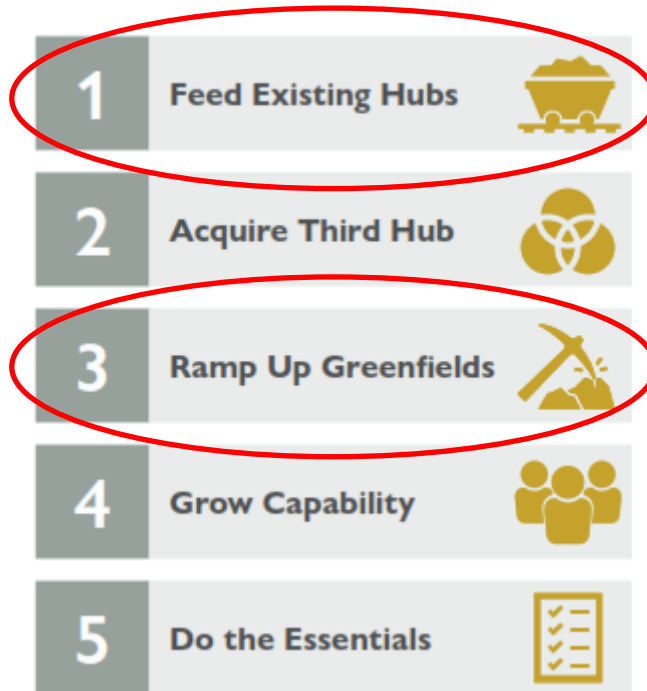 1 Feed Existing Hubs
2 Acquire Third Hub
3 Ramp Up Greenfields
4 Grow Capability
5 Do the Essentials